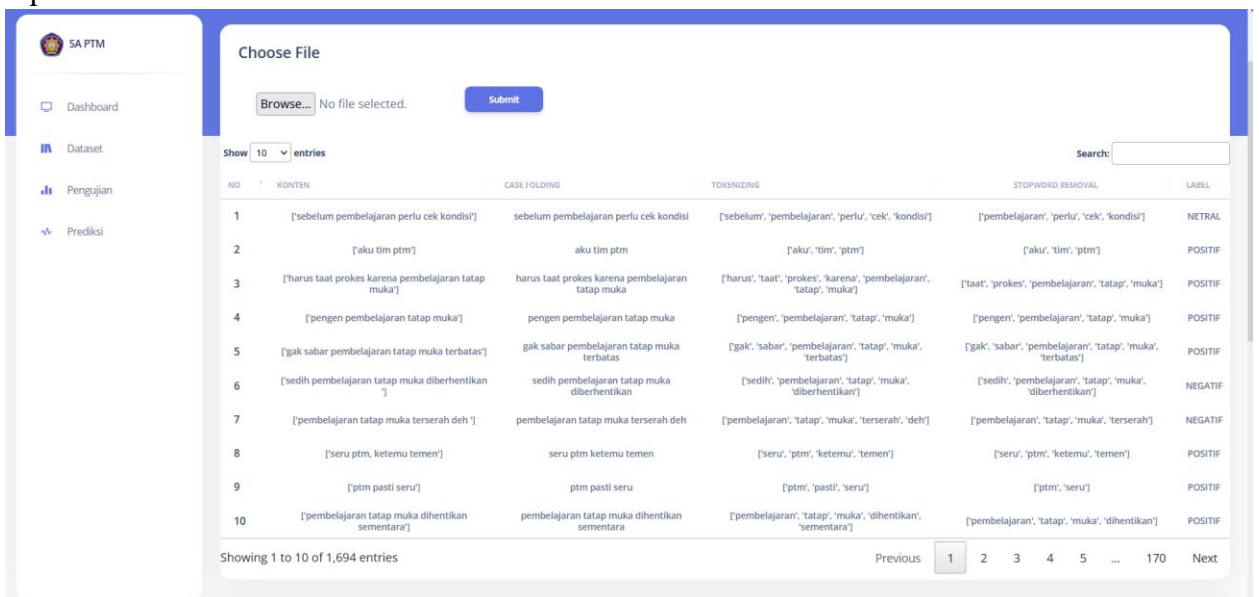 SA PTM
Dashboard
Dataset
Pengujian
Prediksi
Choose File
Browse... No file selected. Submit
Show 10 entries Search:
NO KONTEN CASE FOLDING TOKENIZING STOPWORD REMOVAL LABEL
1 ['sebelum pembelajaran perlu cek kondisi'] sebelum pembelajaran perlu cek kondisi ['sebelum', 'pembelajaran', 'perlu', 'cek', 'kondisi'] ['pembelajaran', 'perlu', 'cek', 'kondisi'] NETRAL
2 ['aku tim ptm'] aku tim ptm ['aku', 'tim', 'ptm'] ['aku', 'tim', 'ptm'] POSITIF
3 ['harus taat prokes karena pembelajaran tatap muka'] harus taat prokes karena pembelajaran tatap muka ['harus', 'taat', 'prokes', 'karena', 'pembelajaran', 'tatap', 'muka'] ['taat', 'prokes', 'pembelajaran', 'tatap', 'muka'] POSITIF
4 ['pengen pembelajaran tatap muka'] pengen pembelajaran tatap muka ['pengen', 'pembelajaran', 'tatap', 'muka'] ['pengen', 'pembelajaran', 'tatap', 'muka'] POSITIF
5 ['gak sabar pembelajaran tatap muka terbatas'] gak sabar pembelajaran tatap muka terbatas ['gak', 'sabar', 'pembelajaran', 'tatap', 'muka', 'terbatas'] ['gak', 'sabar', 'pembelajaran', 'tatap', 'muka', 'terbatas'] POSITIF
6 ['sedih pembelajaran tatap muka diberhentikan '] sedih pembelajaran tatap muka diberhentikan ['sedih', 'pembelajaran', 'tatap', 'muka', 'diberhentikan'] ['sedih', 'pembelajaran', 'tatap', 'muka', 'diberhentikan'] NEGATIF
7 ['pembelajaran tatap muka terserah deh '] pembelajaran tatap muka terserah deh ['pembelajaran', 'tatap', 'muka', 'terserah', 'deh'] ['pembelajaran', 'tatap', 'muka', 'terserah'] NEGATIF
8 ['seru ptm, ketemu temen'] seru ptm ketemu temen ['seru', 'ptm', 'ketemu', 'temen'] ['seru', 'ptm', 'ketemu', 'temen'] POSITIF
9 ['ptm pasti seru'] ptm pasti seru ['ptm', 'pasti', 'seru'] ['ptm', 'seru'] POSITIF
10 ['pembelajaran tatap muka dihentikan sementara'] pembelajaran tatap muka dihentikan sementara ['pembelajaran', 'tatap', 'muka', 'dihentikan', 'sementara'] ['pembelajaran', 'tatap', 'muka', 'dihentikan'] POSITIF
Showing 1 to 10 of 1,694 entries Previous 1 2 3 4 5 ... 170 Next